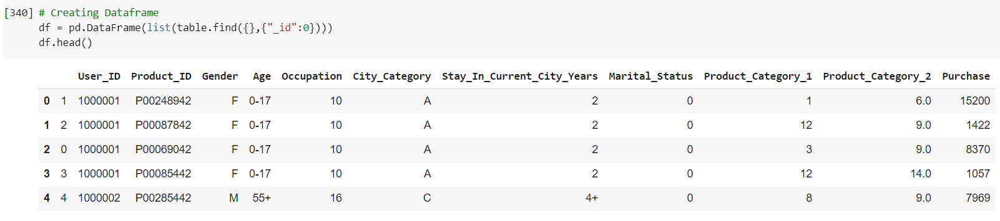 [340] # Creating Dataframe
df = pd.DataFrame(list(table.find({},{"_id":0})))
df.head()
User_ID Product_ID Gender Age Occupation City_Category Stay_In_Current_City_Years Marital_Status Product_Category_1 Product_Category_2 Purchase
0 1 1000001 P00248942 F 0-17 10 A 2 0 1 6.0 15200
1 2 1000001 P00087842 F 0-17 10 A 2 0 12 9.0 1422
2 0 1000001 P00069042 F 0-17 10 A 2 0 3 9.0 8370
3 3 1000001 P00085442 F 0-17 10 A 2 0 12 14.0 1057
4 4 1000002 P00285442 M 55+ 16 C 4+ 0 8 9.0 7969